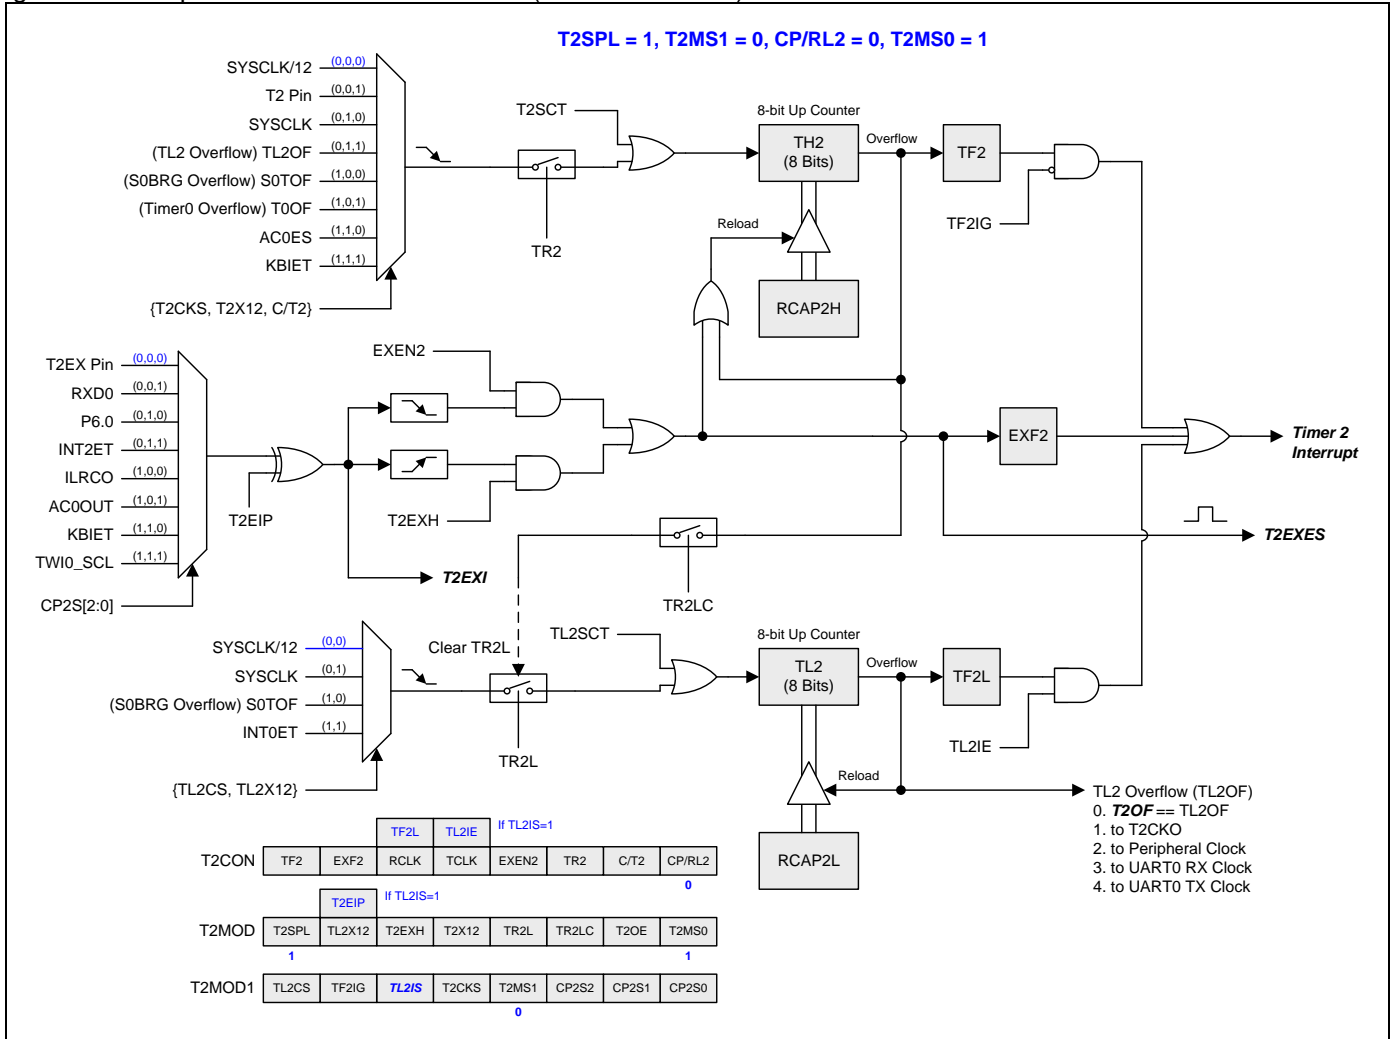 T2SPL = 1, T2MS1 = 0, CP/RL2 = 0, T2MS0 = 1
SYSCLK/12 (0,0,0)
T2 Pin (0,0,1)
SYSCLK (0,1,0)
(TL2 Overflow) TL2OF (0,1,1)
(S0BRG Overflow) S0TOF (1,0,0)
(Timer0 Overflow) T0OF (1,0,1)
AC0ES (1,1,0)
KBIET (1,1,1)
{T2CKS, T2X12, C/T2}
TR2
T2SCT
8-bit Up Counter
TH2
(8 Bits)
Overflow
TF2
TF2IG
Reload
RCAP2H
T2EX Pin (0,0,0)
RXD0 (0,0,1)
P6.0 (0,1,0)
INT2ET (0,1,1)
ILRCO (1,0,0)
AC0OUT (1,0,1)
KBIET (1,1,0)
TWI0_SCL (1,1,1)
CP2S[2:0]
T2EIP
EXEN2
T2EXH
T2EXI
EXF2
Timer 2
Interrupt
T2EXES
TR2LC
Clear TR2L
SYSCLK/12 (0,0)
SYSCLK (0,1)
(S0BRG Overflow) S0TOF (1,0)
INT0ET (1,1)
{TL2CS, TL2X12}
TR2L
TL2SCT
8-bit Up Counter
TL2
(8 Bits)
Overflow
TF2L
TL2IE
Reload
RCAP2L
TL2 Overflow (TL2OF)
0. T2OF == TL2OF
1. to T2CKO
2. to Peripheral Clock
3. to UART0 RX Clock
4. to UART0 TX Clock
TF2L TL2IE If TL2IS=1
T2CON TF2 EXF2 RCLK TCLK EXEN2 TR2 C/T2 CP/RL2
0
T2EIP If TL2IS=1
T2MOD T2SPL TL2X12 T2EXH T2X12 TR2L TR2LC T2OE T2MS0
1 1
T2MOD1 TL2CS TF2IG TL2IS T2CKS T2MS1 CP2S2 CP2S1 CP2S0
0